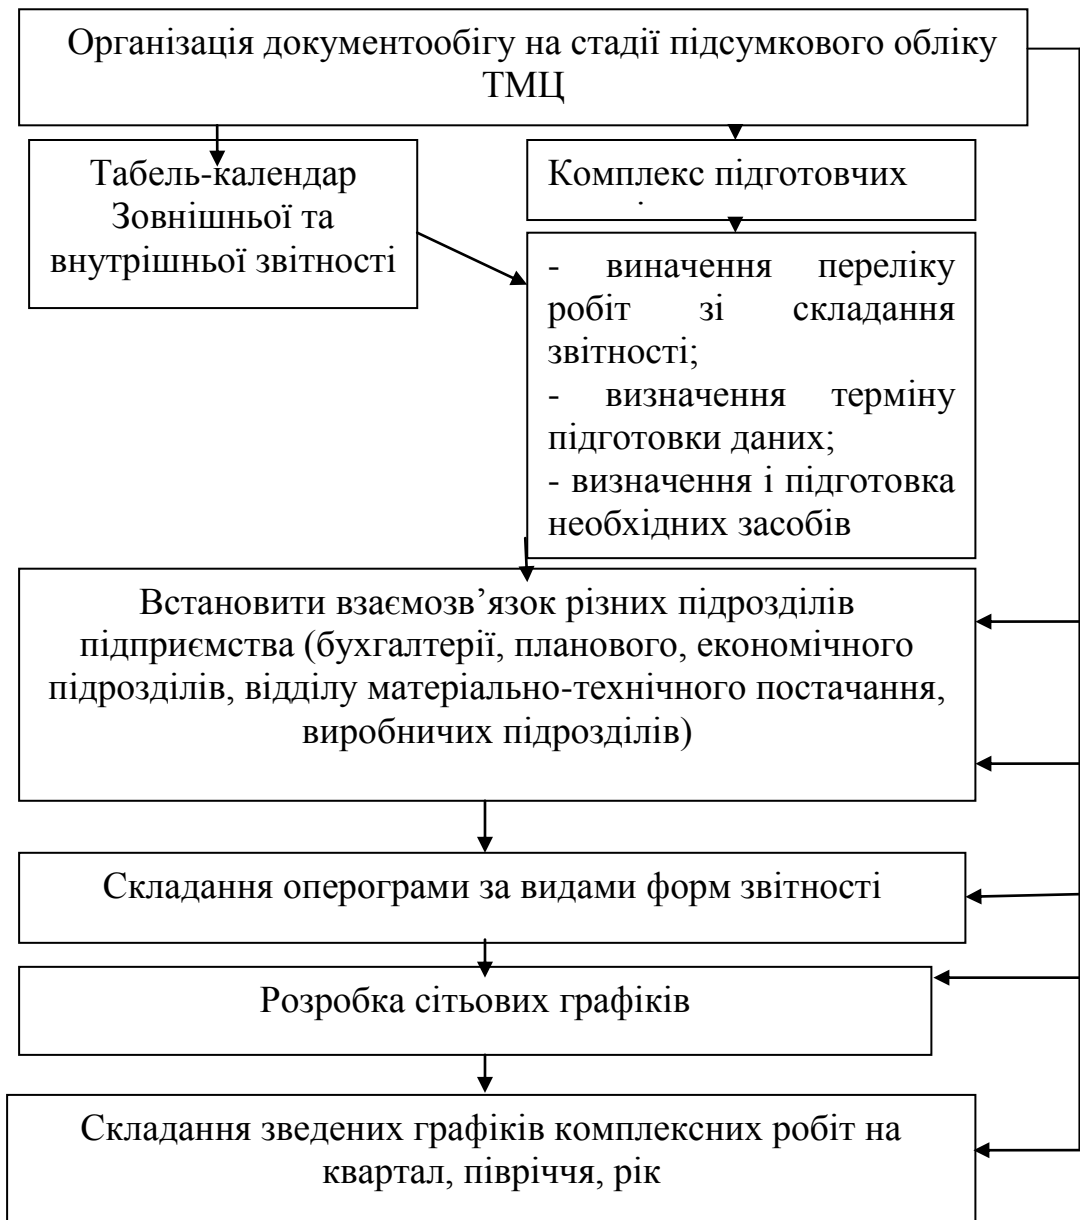 Організація документообігу на стадії підсумкового обліку
ТМЦ
Табель-календар
Зовнішньої та
внутрішньої звітності
Комплекс підготовчих
- виначення переліку
робіт зі складання
звітності;
- визначення терміну
підготовки даних;
- визначення і підготовка
необхідних засобів
Встановити взаємозв’язок різних підрозділів
підприємства (бухгалтерії, планового, економічного
підрозділів, відділу матеріально-технічного постачання,
виробничих підрозділів)
Складання оперограми за видами форм звітності
Розробка сітьових графіків
Складання зведених графіків комплексних робіт на
квартал, півріччя, рік